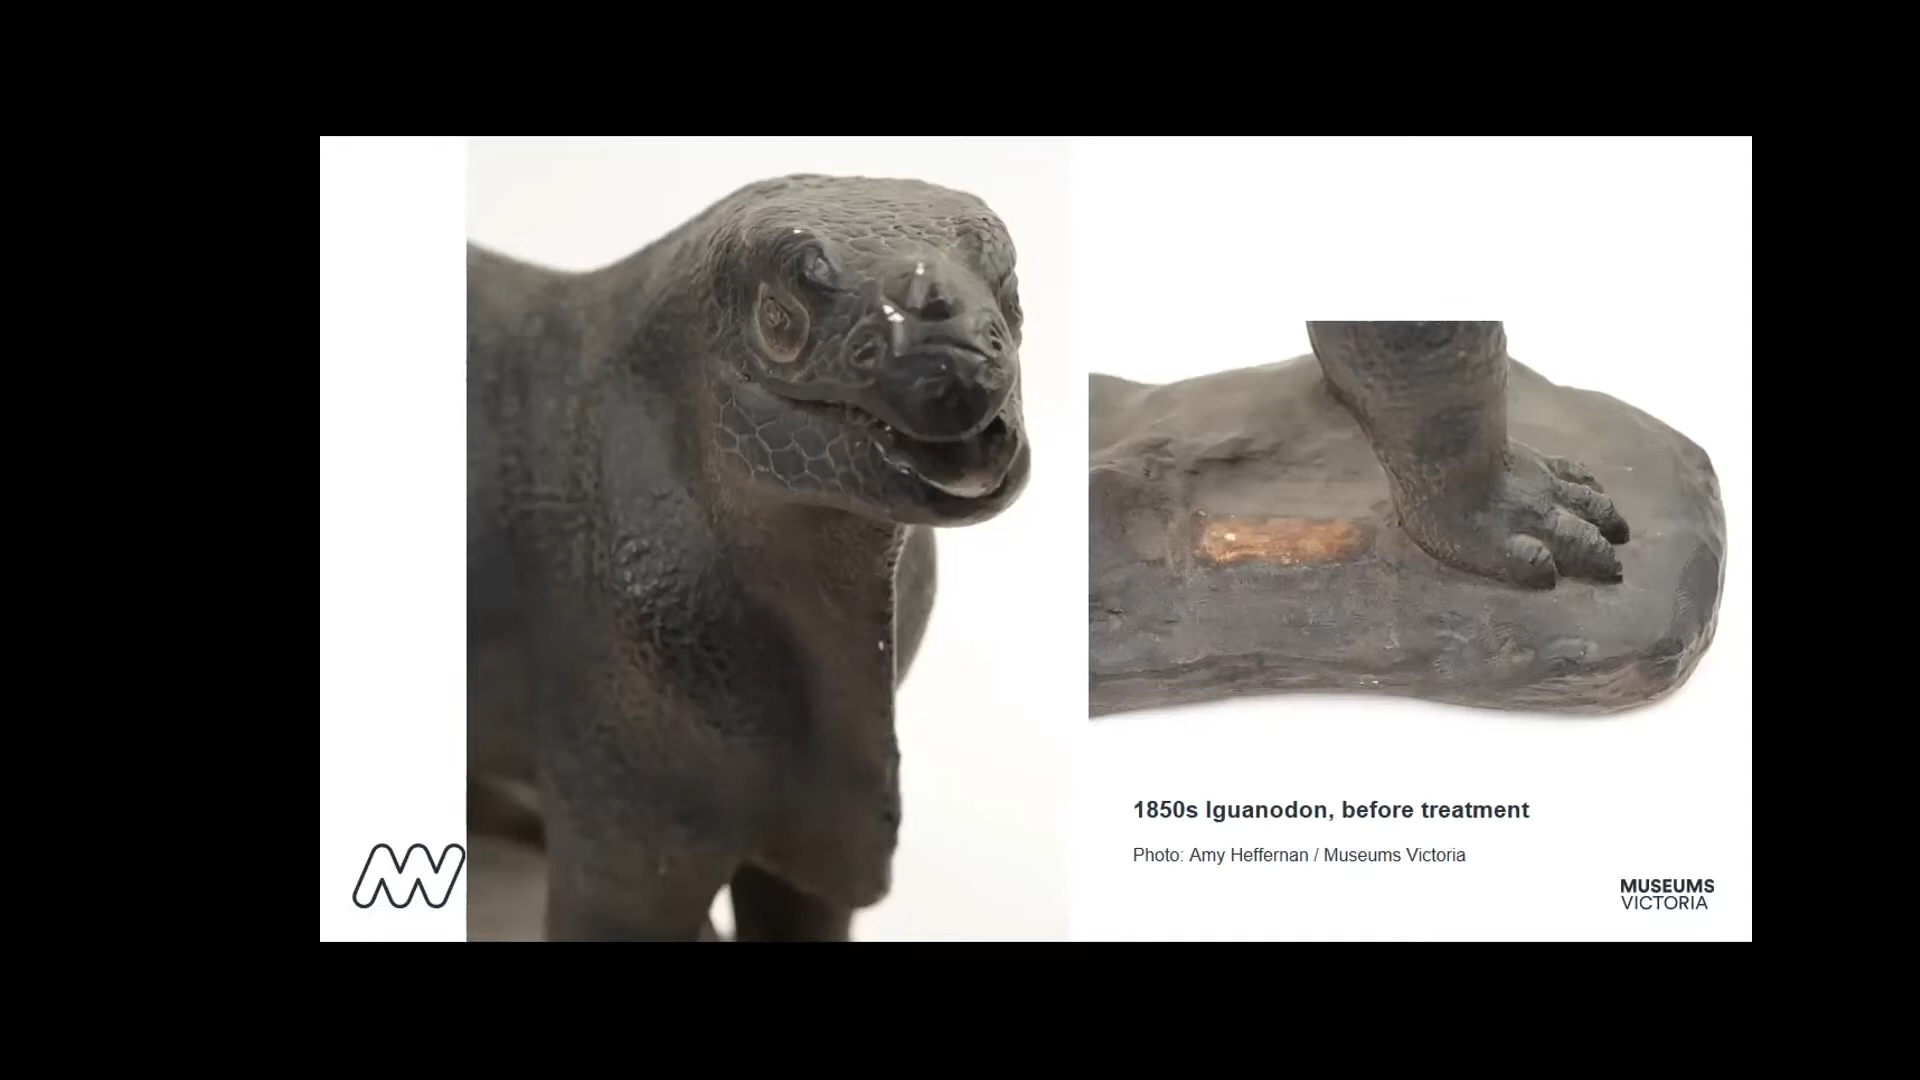 1850s Iguanodon, before treatment
Photo: Amy Heffernan / Museums Victoria
MUSEUMS
VICTORIA